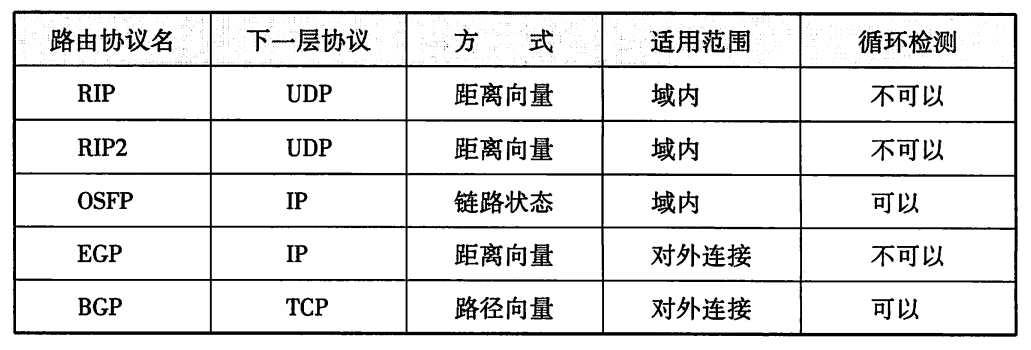 路由协议名 下一层协议 方 式 适用范围 循环检测
RIP UDP 距离向量 域内 不可以
RIP2 UDP 距离向量 域内 不可以
OSFP IP 链路状态 域内 可以
EGP IP 距离向量 对外连接 不可以
BGP TCP 路径向量 对外连接 可以